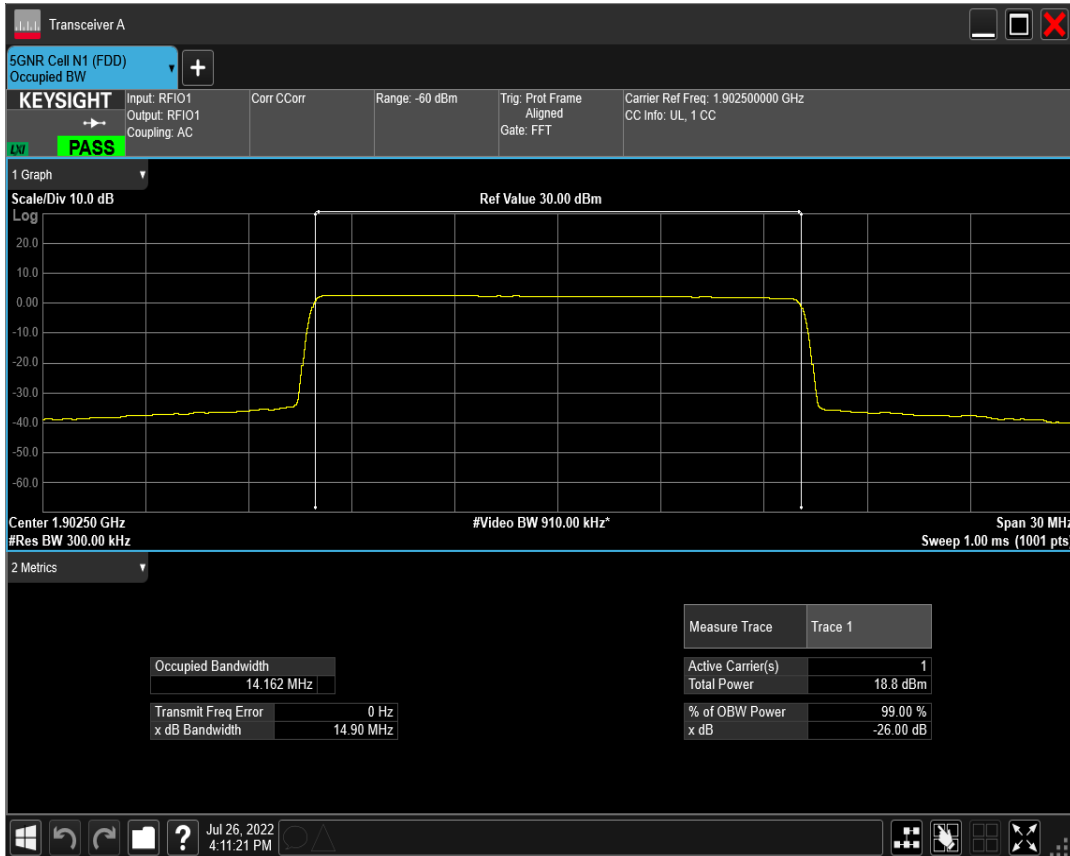 Transceiver A
5GNR Cell N1 (FDD)
Occupied BW
+
KEYSIGHT
LXI
PASS
Input: RFIO1
Output: RFIO1
Coupling: AC
Corr CCorr
Range: -60 dBm
Trig: Prot Frame
Aligned
Gate: FFT
Carrier Ref Freq: 1.902500000 GHz
CC Info: UL, 1 CC
1 Graph
Scale/Div 10.0 dB
Ref Value 30.00 dBm
Log
20.0
10.0
0.00
-10.0
-20.0
-30.0
-40.0
-50.0
-60.0
Center 1.90250 GHz
#Video BW 910.00 kHz*
Span 30 MHz
#Res BW 300.00 kHz
Sweep 1.00 ms (1001 pts)
2 Metrics
Measure Trace Trace 1
Occupied Bandwidth
14.162 MHz
Active Carrier(s) 1
Total Power 18.8 dBm
Transmit Freq Error 0 Hz
x dB Bandwidth 14.90 MHz
% of OBW Power 99.00 %
x dB -26.00 dB
?
Jul 26, 2022
4:11:21 PM